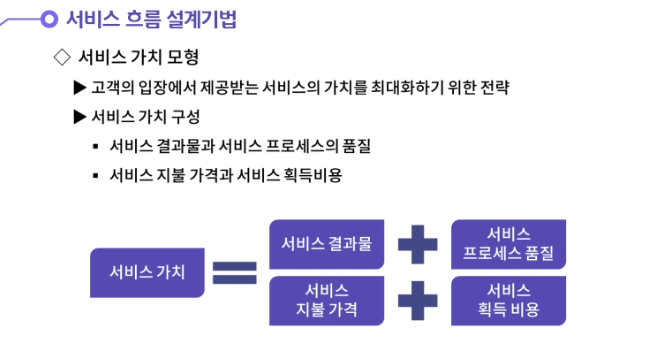 서비스 흐름 설계기법
◇ 서비스 가치 모형
▶ 고객의 입장에서 제공받는 서비스의 가치를 최대화하기 위한 전략
▶ 서비스 가치 구성
▪ 서비스 결과물과 서비스 프로세스의 품질
▪ 서비스 지불 가격과 서비스 획득비용
서비스 가치
=
서비스 결과물
+
서비스
프로세스 품질
서비스
지불 가격
+
서비스
획득 비용